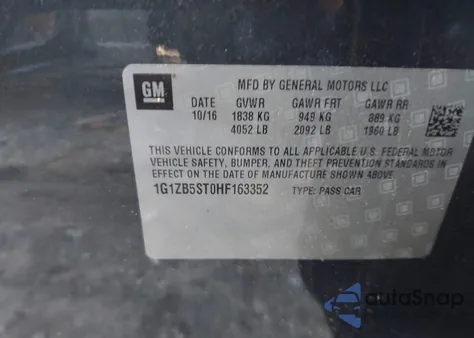 GM
MFD BY GENERAL MOTORS LLC
DATE GVWR GAWR FRT GAWR RR
10/16 1838 KG 949 KG 889 KG
4052 LB 2092 LB 1960 LB
THIS VEHICLE CONFORMS TO ALL APPLICABLE U.S. FEDERAL MOTOR
VEHICLE SAFETY, BUMPER, AND THEFT PREVENTION STANDARDS IN
EFFECT ON THE DATE OF MANUFACTURE SHOWN ABOVE.
1G1ZB5ST0HF163352 TYPE: PASS CAR
autoSnap